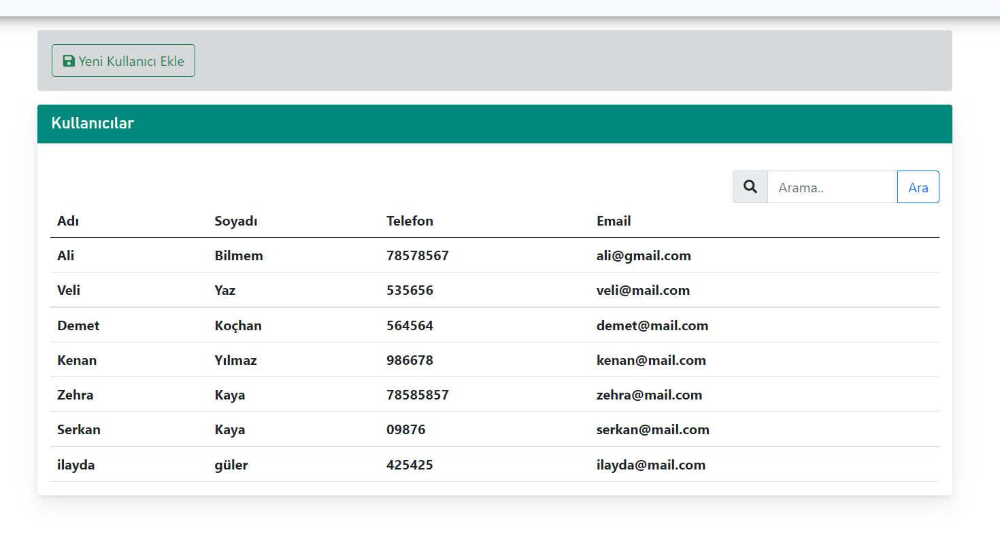 Yeni Kullanıcı Ekle
Kullanıcılar
Arama.. Ara
Adı Soyadı Telefon Email
Ali Bilmem 78578567 ali@gmail.com
Veli Yaz 535656 veli@mail.com
Demet Koçhan 564564 demet@mail.com
Kenan Yılmaz 986678 kenan@mail.com
Zehra Kaya 78585857 zehra@mail.com
Serkan Kaya 09876 serkan@mail.com
ilayda güler 425425 ilayda@mail.com